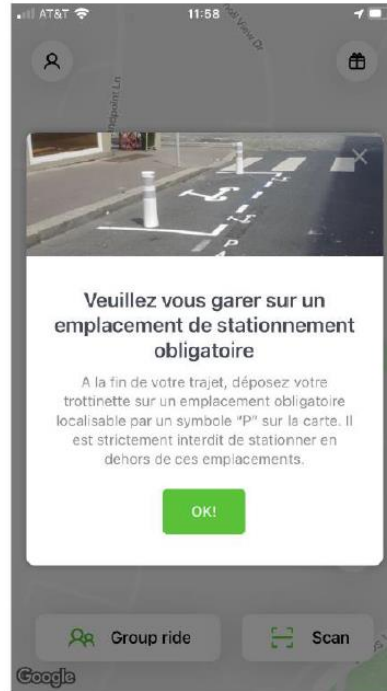 AT&T 11:58
Veuillez vous garer sur un
emplacement de stationnement
obligatoire
A la fin de votre trajet, déposez votre
trottinette sur un emplacement obligatoire
localisable par un symbole "P" sur la carte. Il
est strictement interdit de stationner en
dehors de ces emplacements.
OK!
Group ride Scan
Google